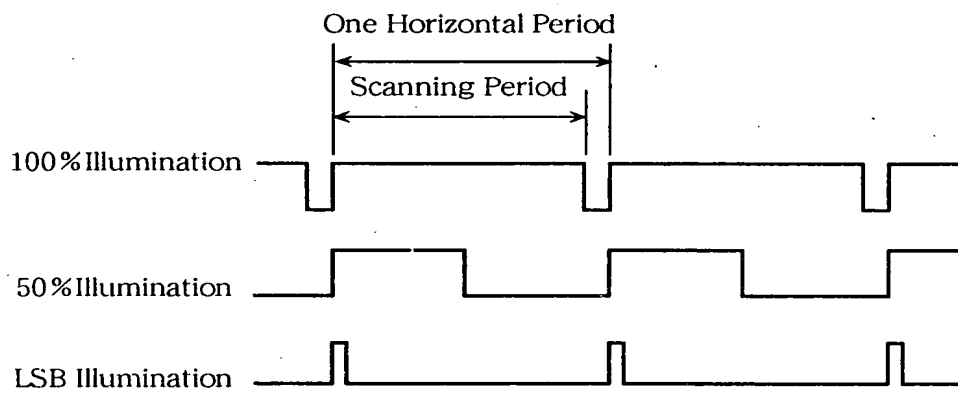 One Horizontal Period
Scanning Period
100%Illumination
50%Illumination
LSB Illumination